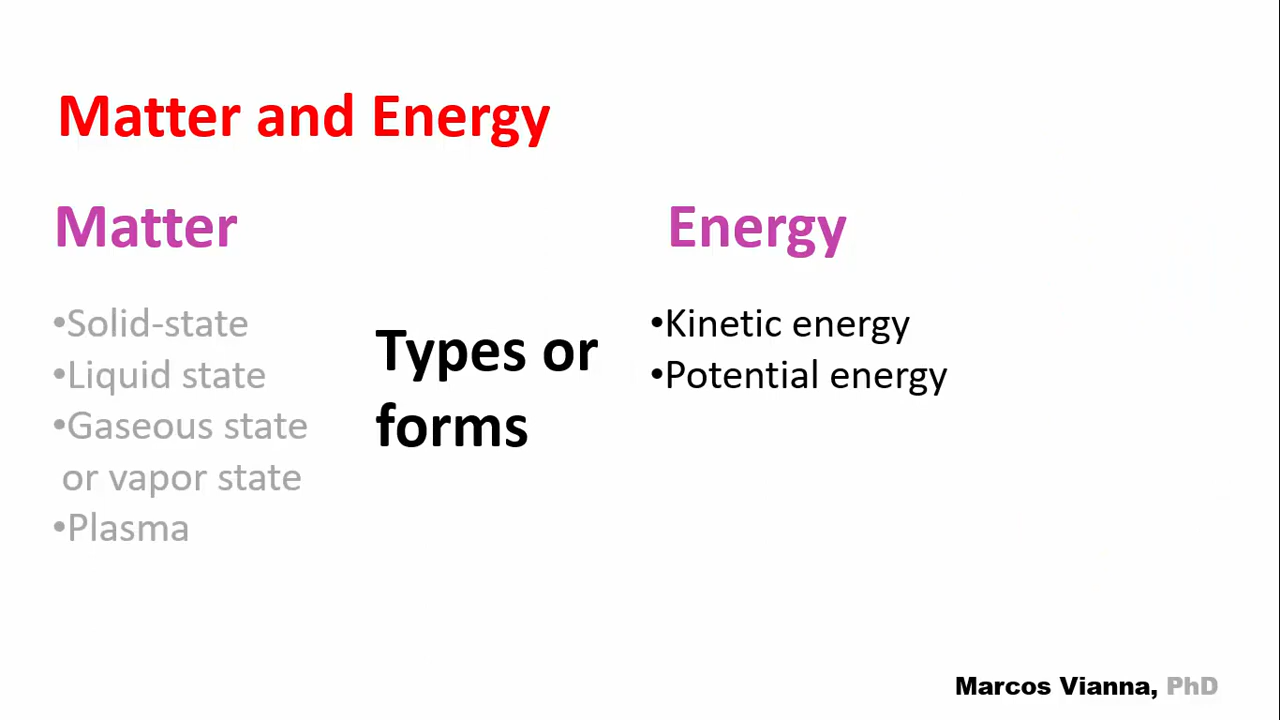 Matter and Energy
Matter
•Solid-state
•Liquid state
•Gaseous state
or vapor state
•Plasma
Types or
forms
Energy
•Kinetic energy
•Potential energy
Marcos Vianna, PhD